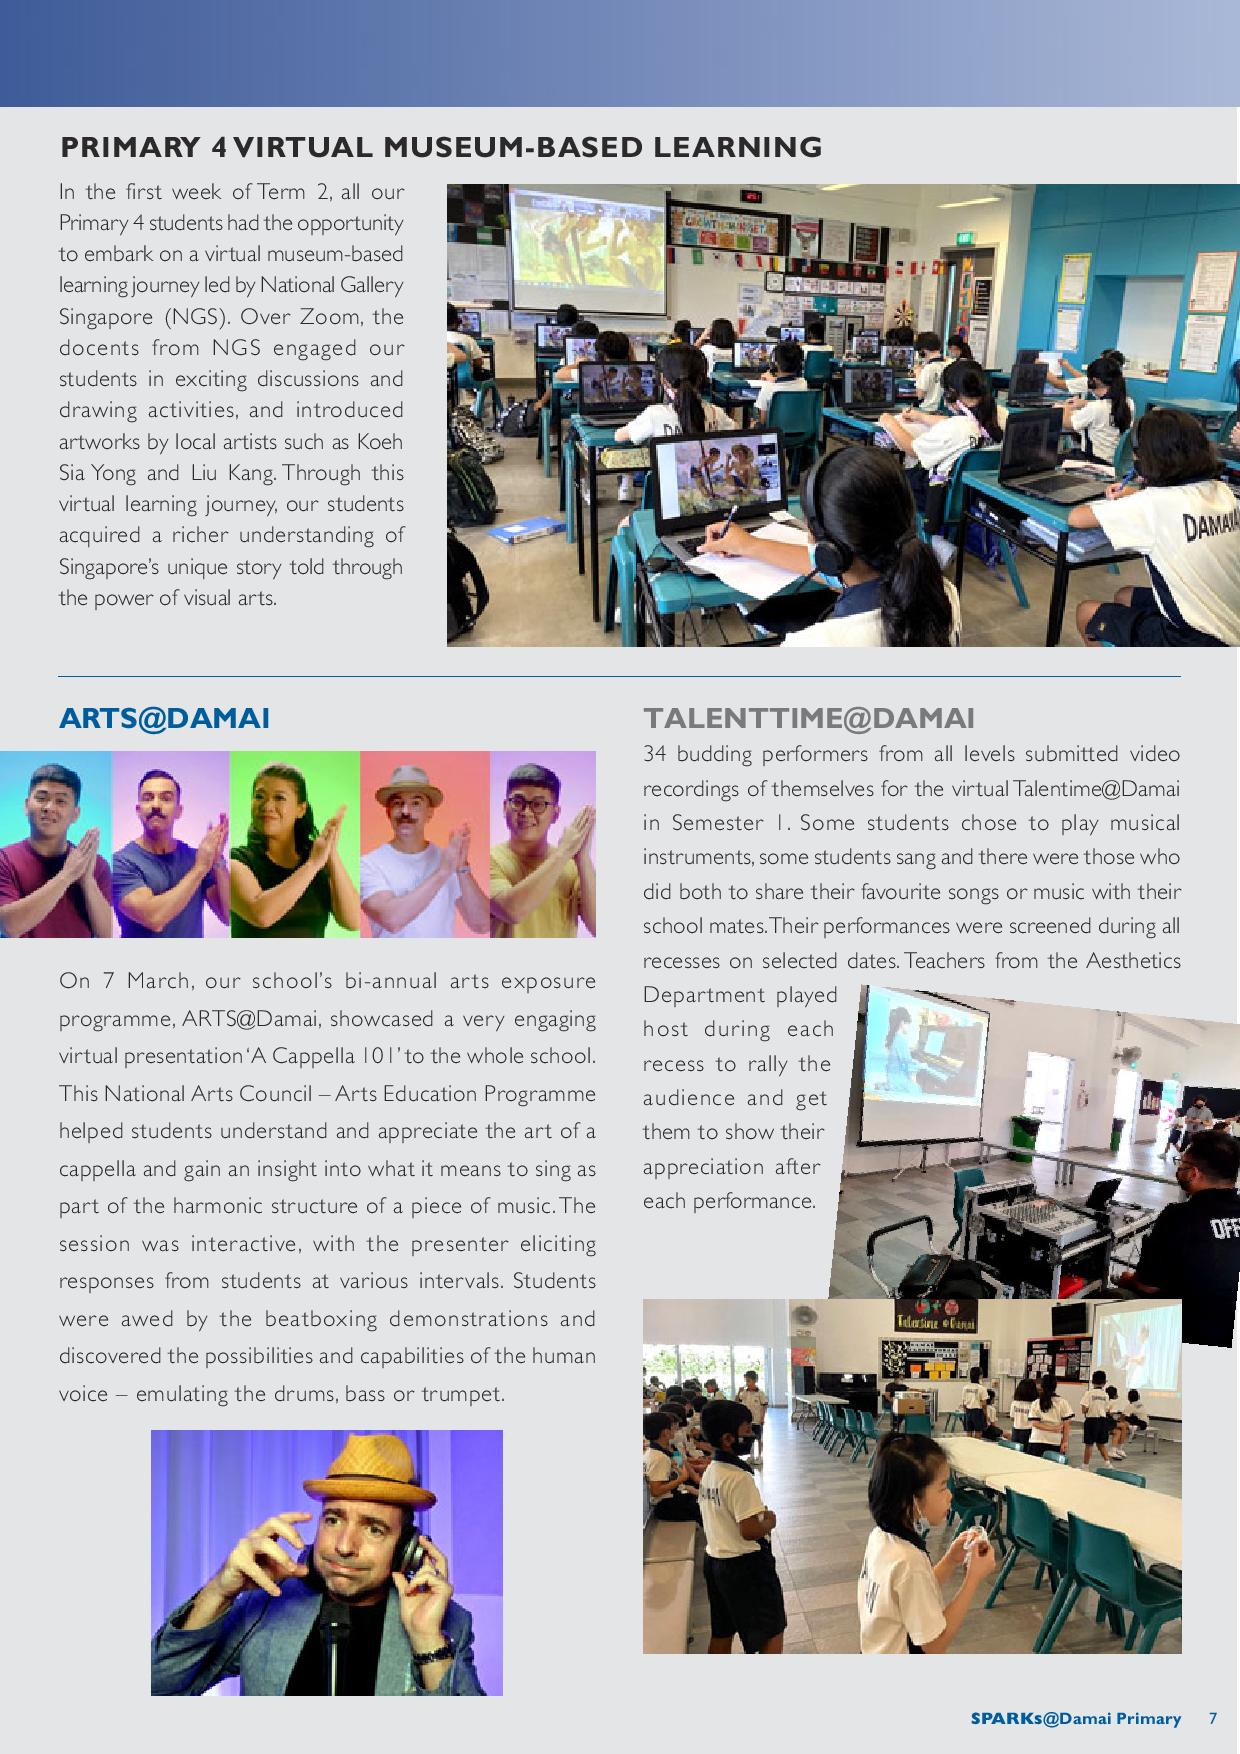 PRIMARY 4 VIRTUAL MUSEUM-BASED LEARNING
In the first week of Term 2, all our
Primary 4 students had the opportunity
to embark on a virtual museum-based
learning journey led by National Gallery
Singapore (NGS). Over Zoom, the
docents from NGS engaged our
students in exciting discussions and
drawing activities, and introduced
artworks by local artists such as Koeh
Sia Yong and Liu Kang. Through this
virtual learning journey, our students
acquired a richer understanding of
Singapore’s unique story told through
the power of visual arts.
ARTS@DAMAI
On 7 March, our school’s bi-annual arts exposure
programme, ARTS@Damai, showcased a very engaging
virtual presentation ‘A Cappella 101’ to the whole school.
This National Arts Council – Arts Education Programme
helped students understand and appreciate the art of a
cappella and gain an insight into what it means to sing as
part of the harmonic structure of a piece of music. The
session was interactive, with the presenter eliciting
responses from students at various intervals. Students
were awed by the beatboxing demonstrations and
discovered the possibilities and capabilities of the human
voice – emulating the drums, bass or trumpet.
TALENTTIME@DAMAI
34 budding performers from all levels submitted video
recordings of themselves for the virtual Talentime@Damai
in Semester 1. Some students chose to play musical
instruments, some students sang and there were those who
did both to share their favourite songs or music with their
school mates. Their performances were screened during all
recesses on selected dates. Teachers from the Aesthetics
Department played
host during each
recess to rally the
audience and get
them to show their
appreciation after
each performance.
Talentime @ Damai
SPARKs@Damai Primary 7